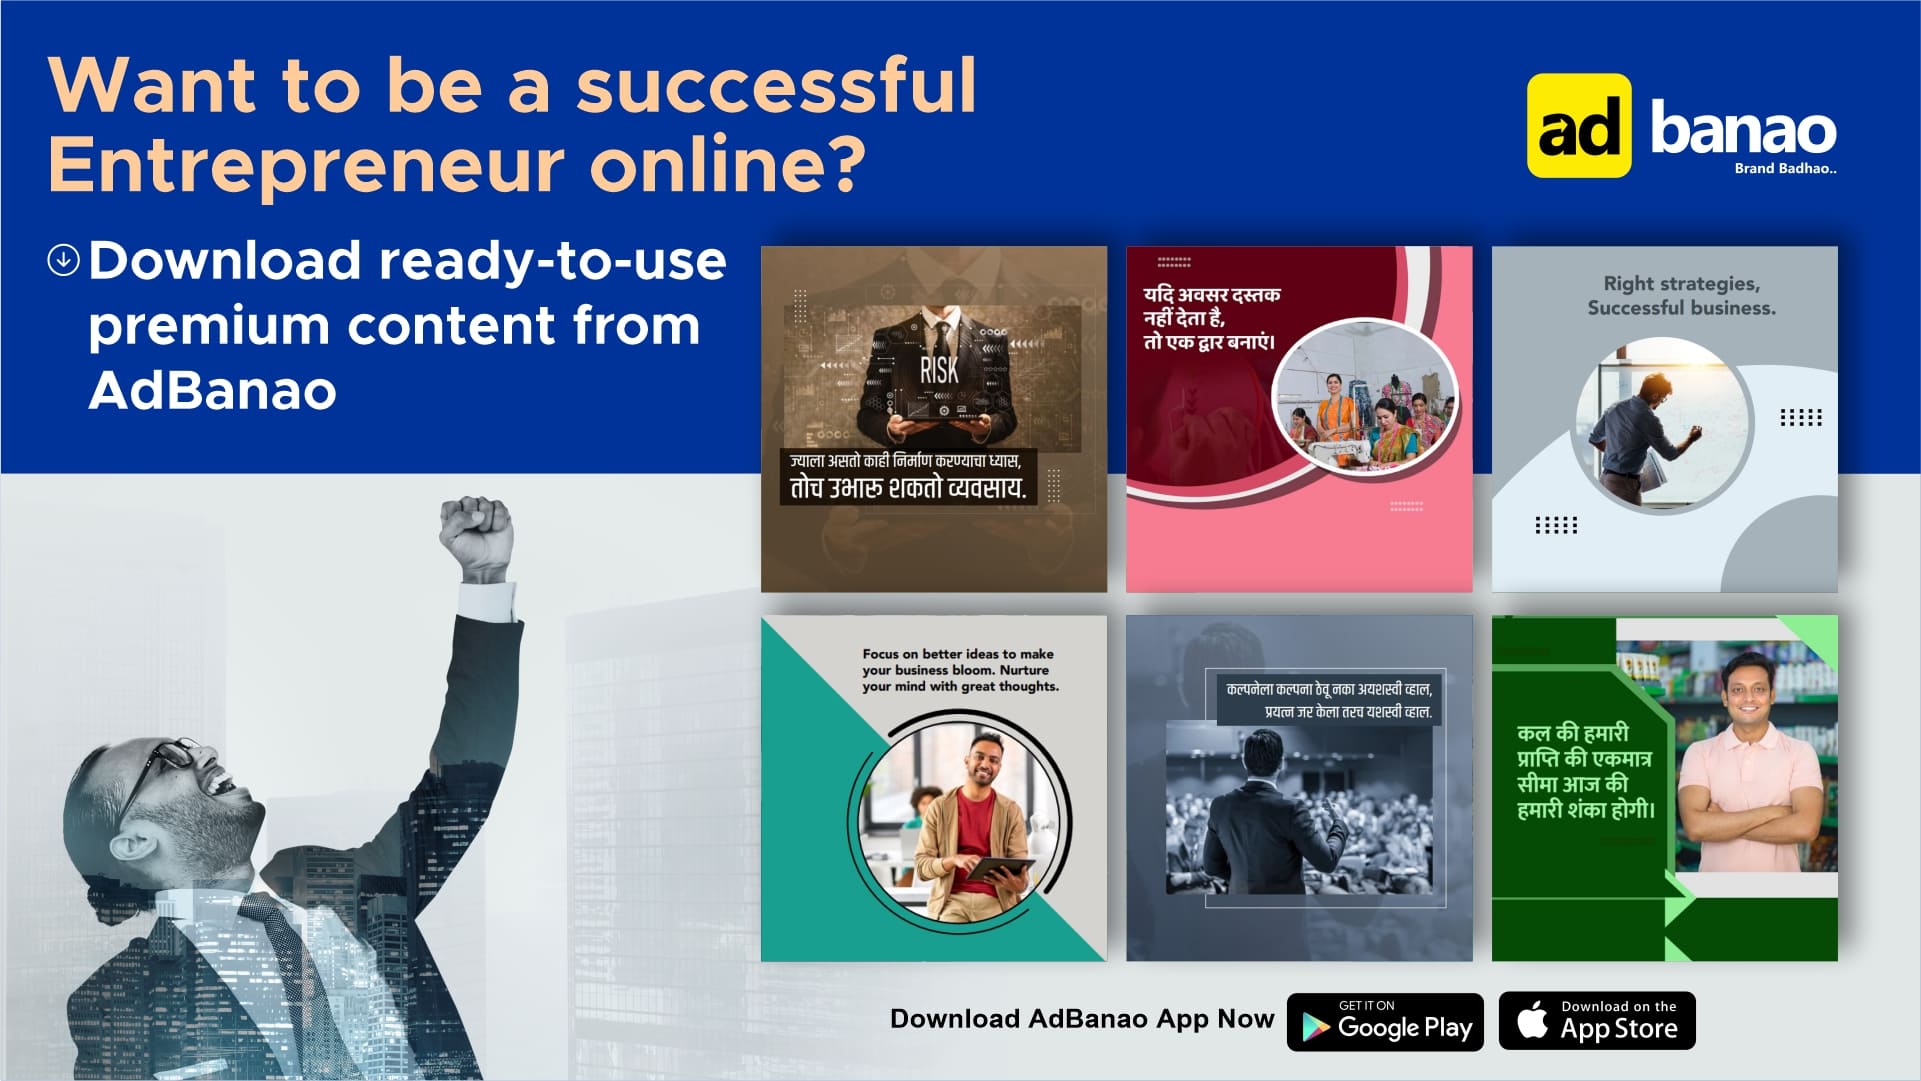 Want to be a successful
Entrepreneur online?
ad banao
Brand Badhao..
Download ready-to-use
premium content from
AdBanao
RISK
ज्याला असतो काही निर्माण करण्याचा ध्यास,
तोच उभारू शकतो व्यवसाय.
यदि अवसर दस्तक
नहीं देता है,
तो एक द्वार बनाएं।
Right strategies,
Successful business.
Focus on better ideas to make
your business bloom. Nurture
your mind with great thoughts.
कल्पनेला कल्पना ठेवू नका अयशस्वी व्हाल,
प्रयत्न जर केला तरच यशस्वी व्हाल.
कल की हमारी
प्राप्ति की एकमात्र
सीमा आज की
हमारी शंका होगी।
Download AdBanao App Now
GET IT ON
Google Play
Download on the
App Store